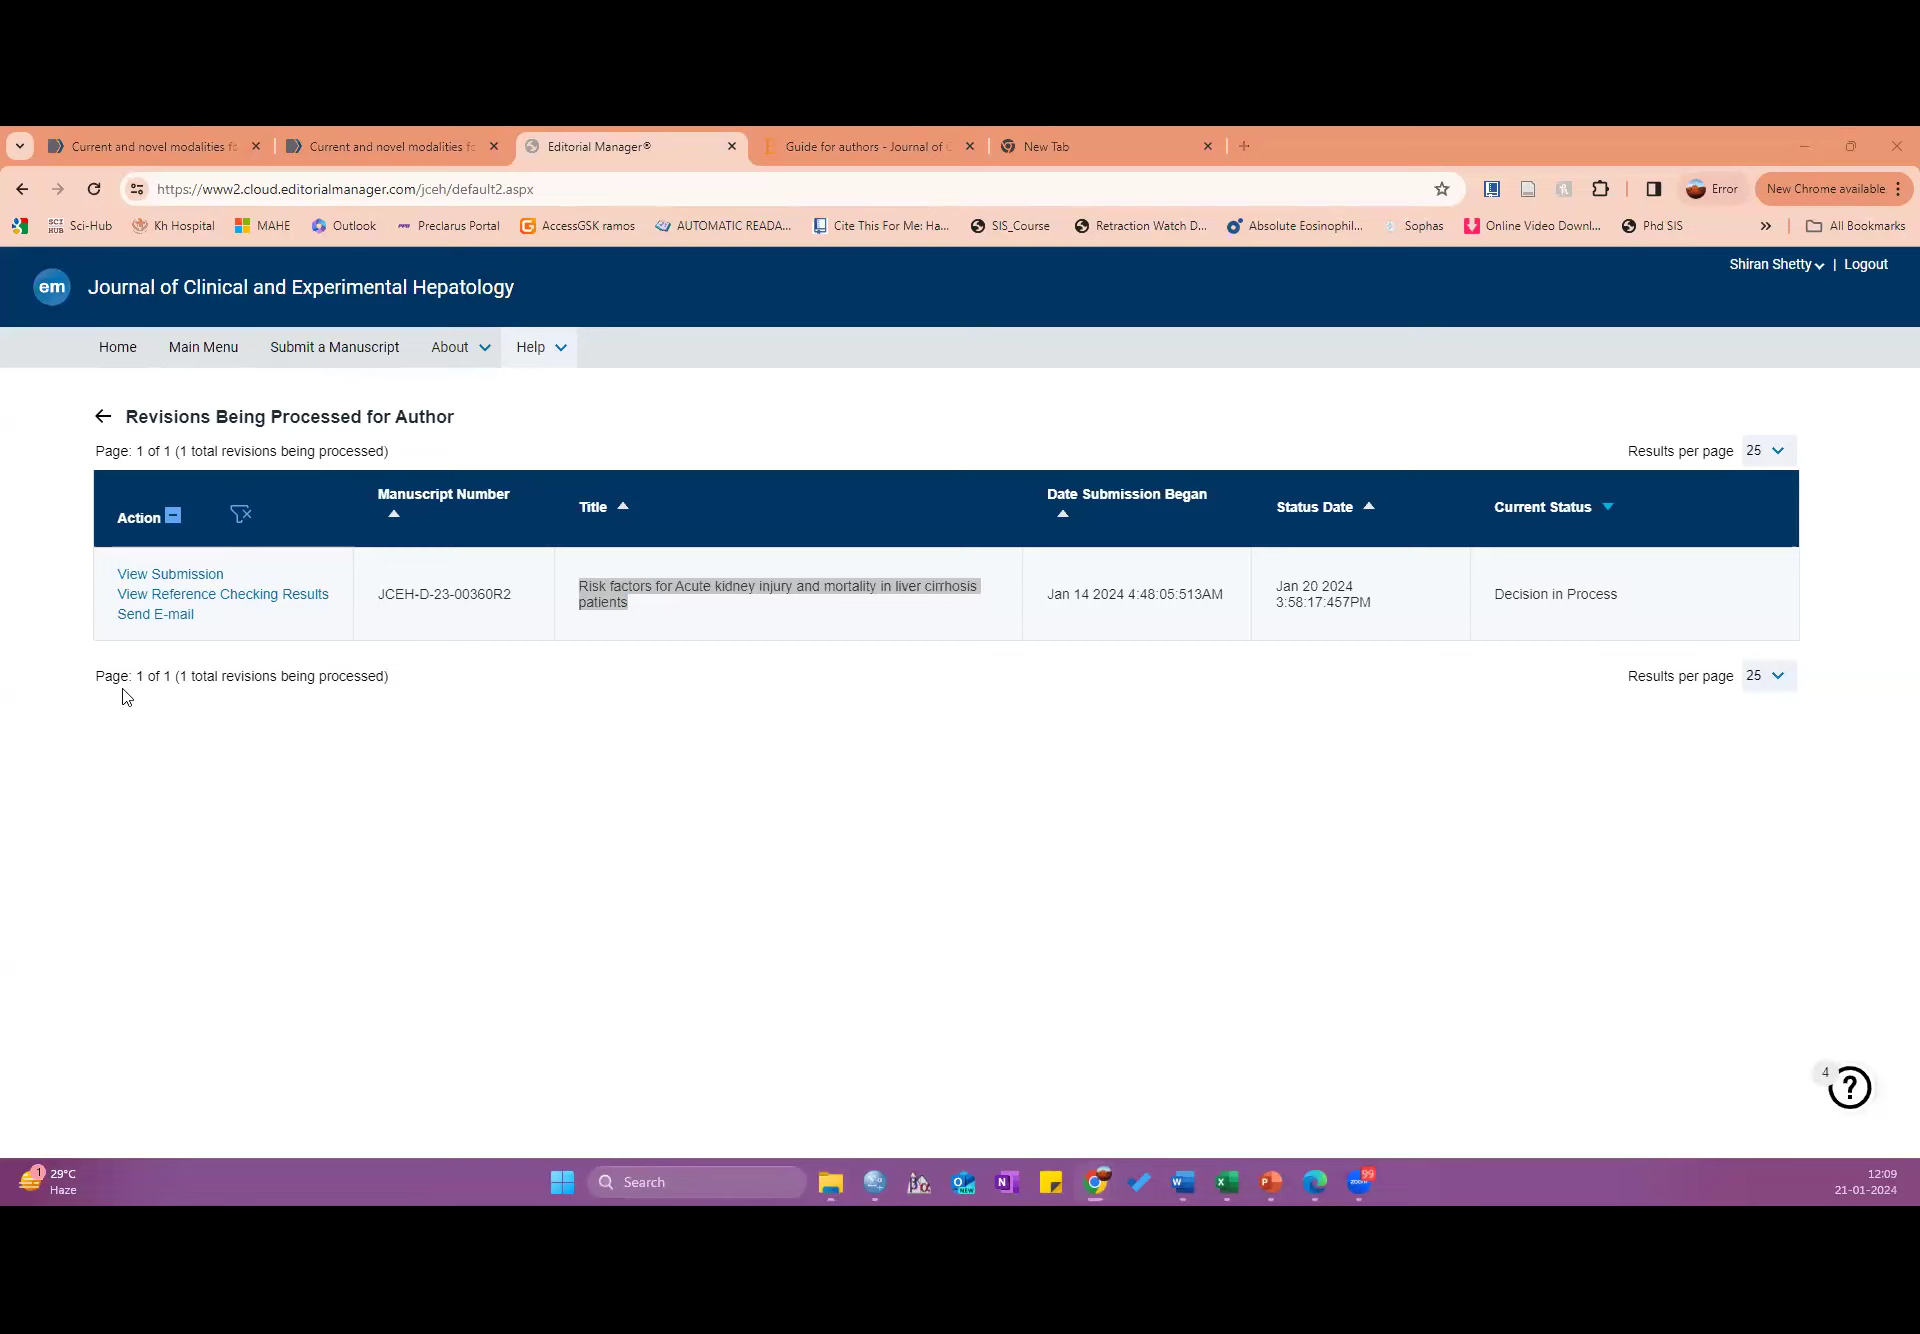 Current and novel modalities f
Current and novel modalities fc
Editorial Manager®
Guide for authors - Journal of C
New Tab
https://www2.cloud.editorialmanager.com/jceh/default2.aspx
Error
New Chrome available
SCI HUB Sci-Hub
Kh Hospital
MAHE
Outlook
Preclarus Portal
AccessGSK ramos
AUTOMATIC READA...
Cite This For Me: Ha...
SIS_Course
Retraction Watch D...
Absolute Eosinophil...
Sophas
Online Video Downl...
Phd SIS
All Bookmarks
Shiran Shetty | Logout
em Journal of Clinical and Experimental Hepatology
Home Main Menu Submit a Manuscript About Help
Revisions Being Processed for Author
Page: 1 of 1 (1 total revisions being processed)
Results per page 25
Action
Manuscript Number
Title
Date Submission Began
Status Date
Current Status
View Submission
View Reference Checking Results
Send E-mail
JCEH-D-23-00360R2
Risk factors for Acute kidney injury and mortality in liver cirrhosis
patients
Jan 14 2024 4:48:05:513AM
Jan 20 2024
3:58:17:457PM
Decision in Process
Page: 1 of 1 (1 total revisions being processed)
Results per page 25
4
?
1
29°C
Haze
Search
NEW
99
zoom
12:09
21-01-2024